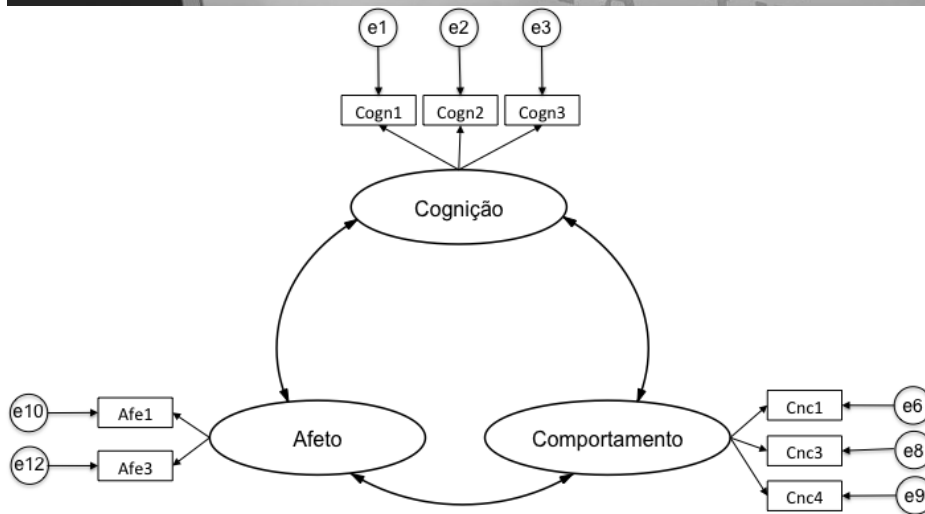 e1 e2 e3
Cogn1 Cogn2 Cogn3
Cognição
e10 Afe1
e12 Afe3
Afeto
Comportamento
Cnc1 e6
Cnc3 e8
Cnc4 e9